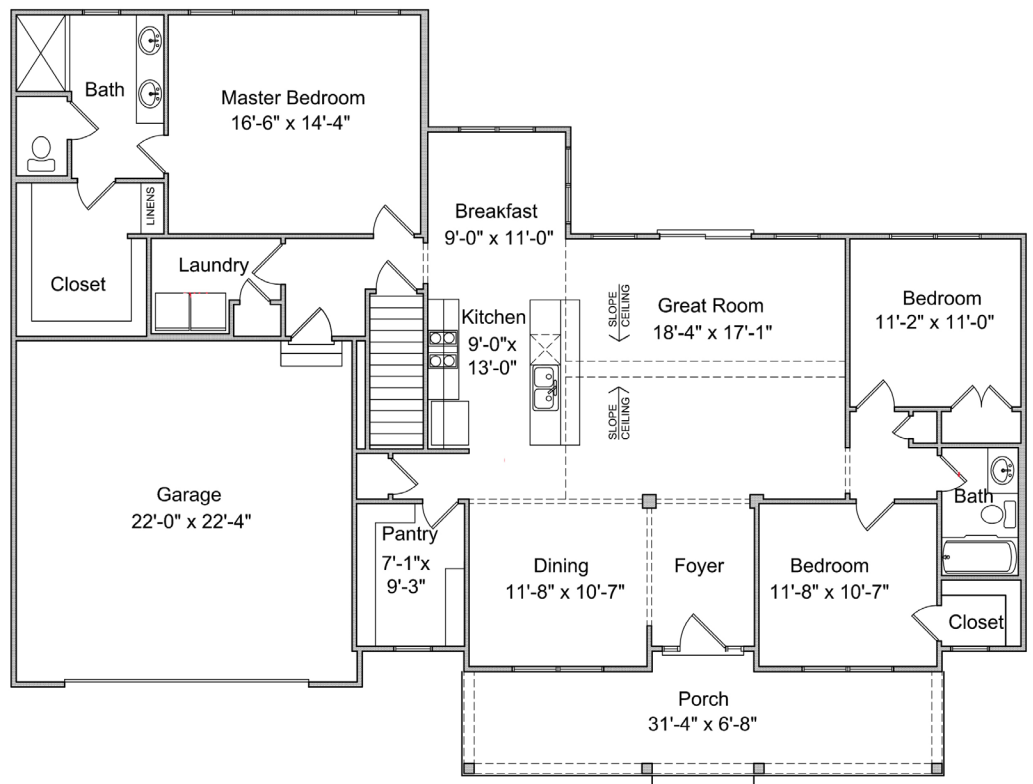 Bath
Master Bedroom
16'-6" x 14'-4"
LINENS
Breakfast
9'-0" x 11'-0"
Laundry
Closet
Kitchen
9'-0"x
13'-0"
SLOPE
CEILING
Great Room
18'-4" x 17'-1"
Bedroom
11'-2" x 11'-0"
SLOPE
CEILING
Garage
22'-0" x 22'-4"
Bath
Pantry
7'-1"x
9'-3"
Dining
11'-8" x 10'-7"
Foyer
Bedroom
11'-8" x 10'-7"
Closet
Porch
31'-4" x 6'-8"